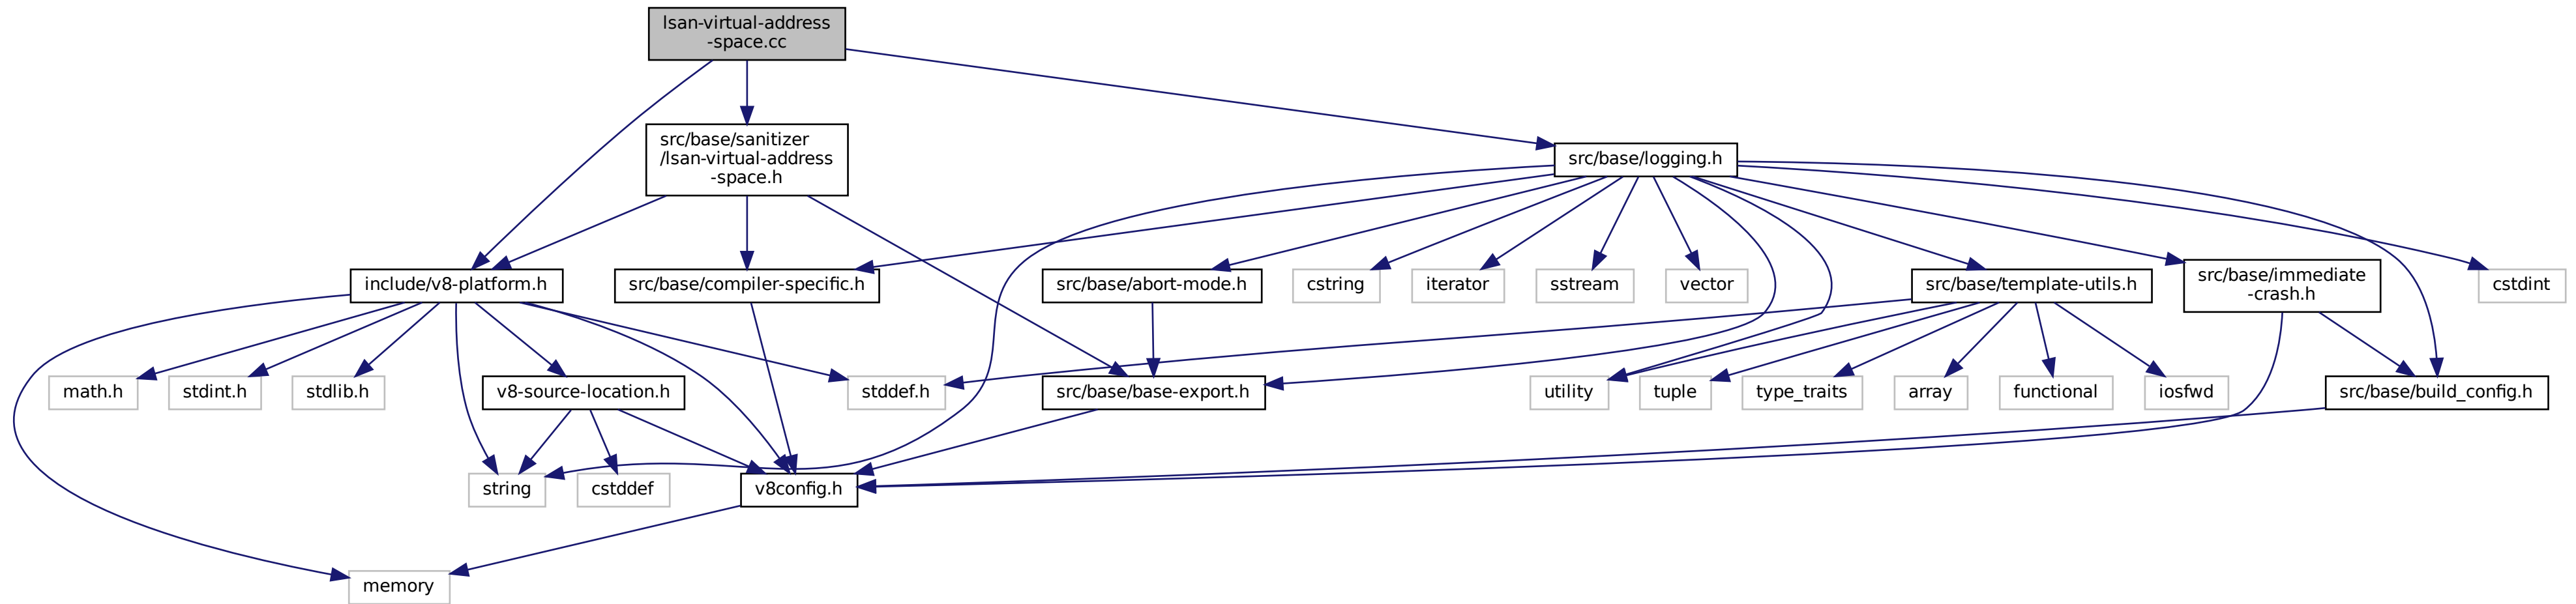 lsan-virtual-address
-space.cc
src/base/sanitizer
/lsan-virtual-address
-space.h
src/base/logging.h
include/v8-platform.h
src/base/compiler-specific.h
src/base/abort-mode.h
cstring
iterator
sstream
vector
src/base/template-utils.h
src/base/immediate
-crash.h
cstdint
math.h
stdint.h
stdlib.h
v8-source-location.h
stddef.h
src/base/base-export.h
utility
tuple
type_traits
array
functional
iosfwd
src/base/build_config.h
string
cstddef
v8config.h
memory